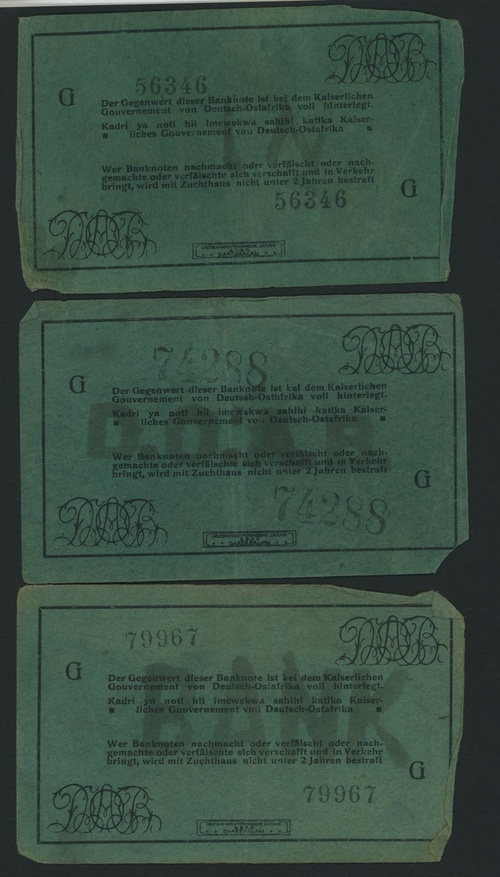 DOAB
56346
G
Der Gegenwert dieser Banknote ist bei dem Kaiserlichen
Gouvernement von Deutsch-Ostafrika voll hinterlegt.
Kadri ya noti hii imewekwa sahihi katika Kaiser-
liches Gouvernement von Deutsch-Ostafrika
Wer Banknoten nachmacht oder verfälscht oder nach-
gemachte oder verfälschte sich verschafft und in Verkehr
bringt, wird mit Zuchthaus nicht unter 2 Jahren bestraft
G
56346
DOAB
DOAB
74288
G
Der Gegenwert dieser Banknote ist bei dem Kaiserlichen
Gouvernement von Deutsch-Ostafrika voll hinterlegt.
Kadri ya noti hii imewekwa sahihi katika Kaiser-
liches Gouvernement von Deutsch-Ostafrika
Wer Banknoten nachmacht oder verfälscht oder nach-
gemachte oder verfälschte sich verschafft und in Verkehr
bringt, wird mit Zuchthaus nicht unter 2 Jahren bestraft
G
74288
DOAB
DOAB
79967
G
Der Gegenwert dieser Banknote ist bei dem Kaiserlichen
Gouvernement von Deutsch-Ostafrika voll hinterlegt.
Kadri ya noti hii imewekwa sahihi katika Kaiser-
liches Gouvernement von Deutsch-Ostafrika
Wer Banknoten nachmacht oder verfälscht oder nach-
gemachte oder verfälschte sich verschafft und in Verkehr
bringt, wird mit Zuchthaus nicht unter 2 Jahren bestraft
G
79967
DOAB